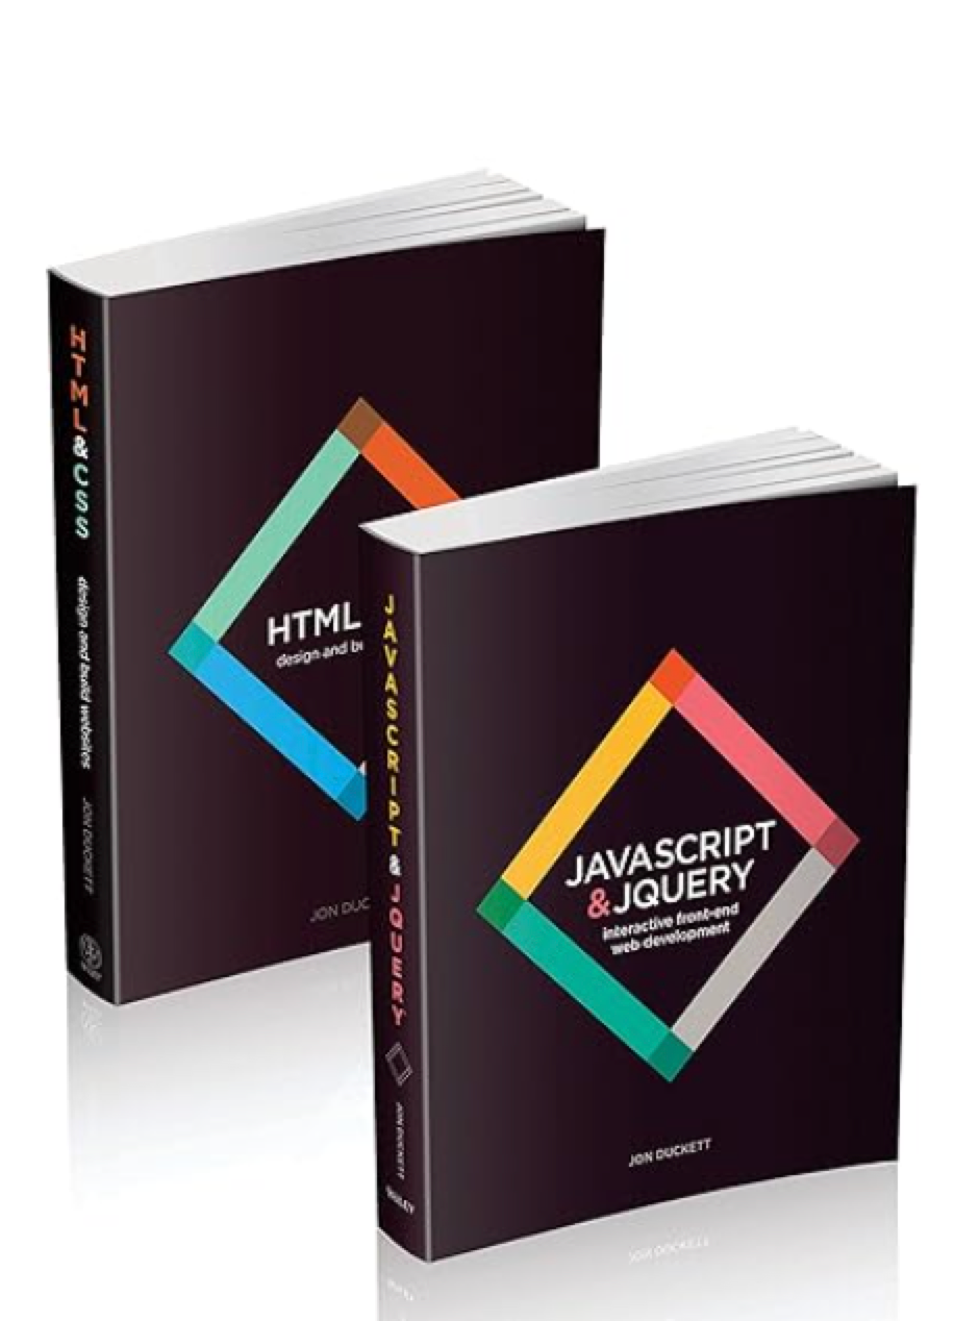 HTML&CSS
design and build websites
JON DUCKETT
HTML
design and bu
JON DUC
JAVASCRIPT & JQUERY
JON DUCKETT
WILEY
JAVASCRIPT
&JQUERY
interactive front-end
web development
JON DUCKETT